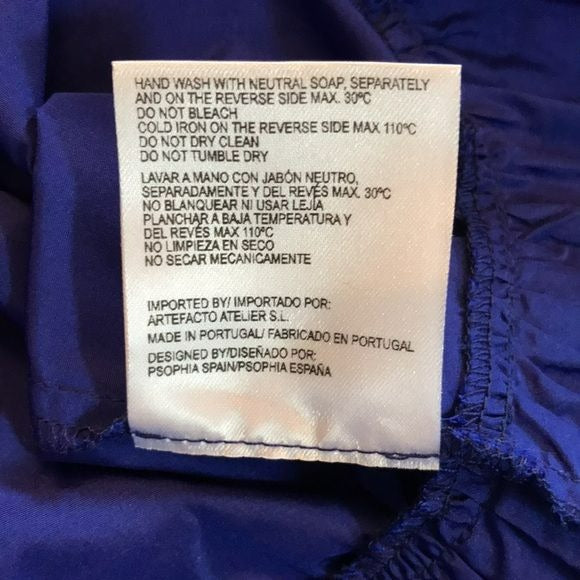 HAND WASH WITH NEUTRAL SOAP, SEPARATELY
AND ON THE REVERSE SIDE MAX. 30ºC
DO NOT BLEACH
COLD IRON ON THE REVERSE SIDE MAX 110ºC
DO NOT DRY CLEAN
DO NOT TUMBLE DRY
LAVAR A MANO CON JABÓN NEUTRO,
SEPARADAMENTE Y DEL REVÉS MAX. 30ºC
NO BLANQUEAR NI USAR LEJÍA
PLANCHAR A BAJA TEMPERATURA Y
DEL REVÉS MAX 110ºC
NO LIMPIEZA EN SECO
NO SECAR MECANICAMENTE
IMPORTED BY/ IMPORTADO POR:
ARTEFACTO ATELIER S.L.
MADE IN PORTUGAL/ FABRICADO EN PORTUGAL
DESIGNED BY/DISEÑADO POR:
PSOPHIA SPAIN/PSOPHIA ESPAÑA